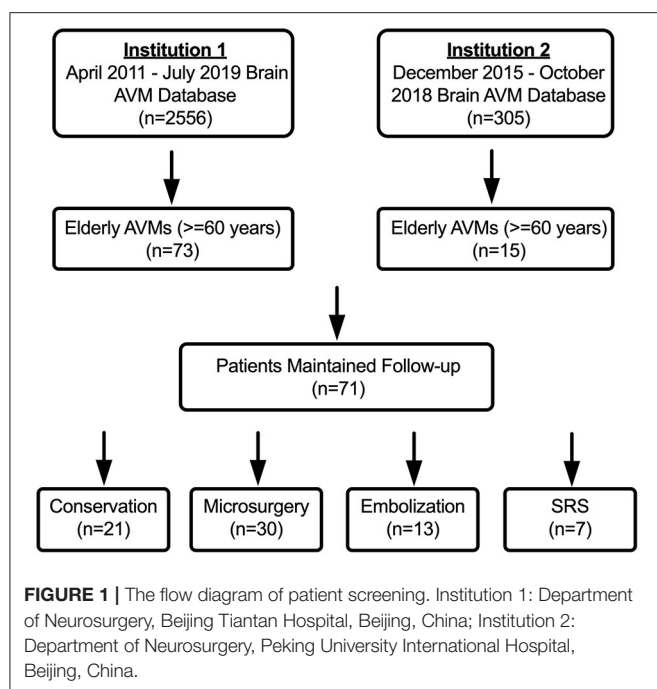 Institution 1
April 2011 - July 2019 Brain
AVM Database
(n=2556)
Institution 2
December 2015 - October
2018 Brain AVM Database
(n=305)
Elderly AVMs (>=60 years)
(n=73)
Elderly AVMs (>=60 years)
(n=15)
Patients Maintained Follow-up
(n=71)
Conservation
(n=21)
Microsurgery
(n=30)
Embolization
(n=13)
SRS
(n=7)
FIGURE 1 | The flow diagram of patient screening. Institution 1: Department
of Neurosurgery, Beijing Tiantan Hospital, Beijing, China; Institution 2:
Department of Neurosurgery, Peking University International Hospital,
Beijing, China.